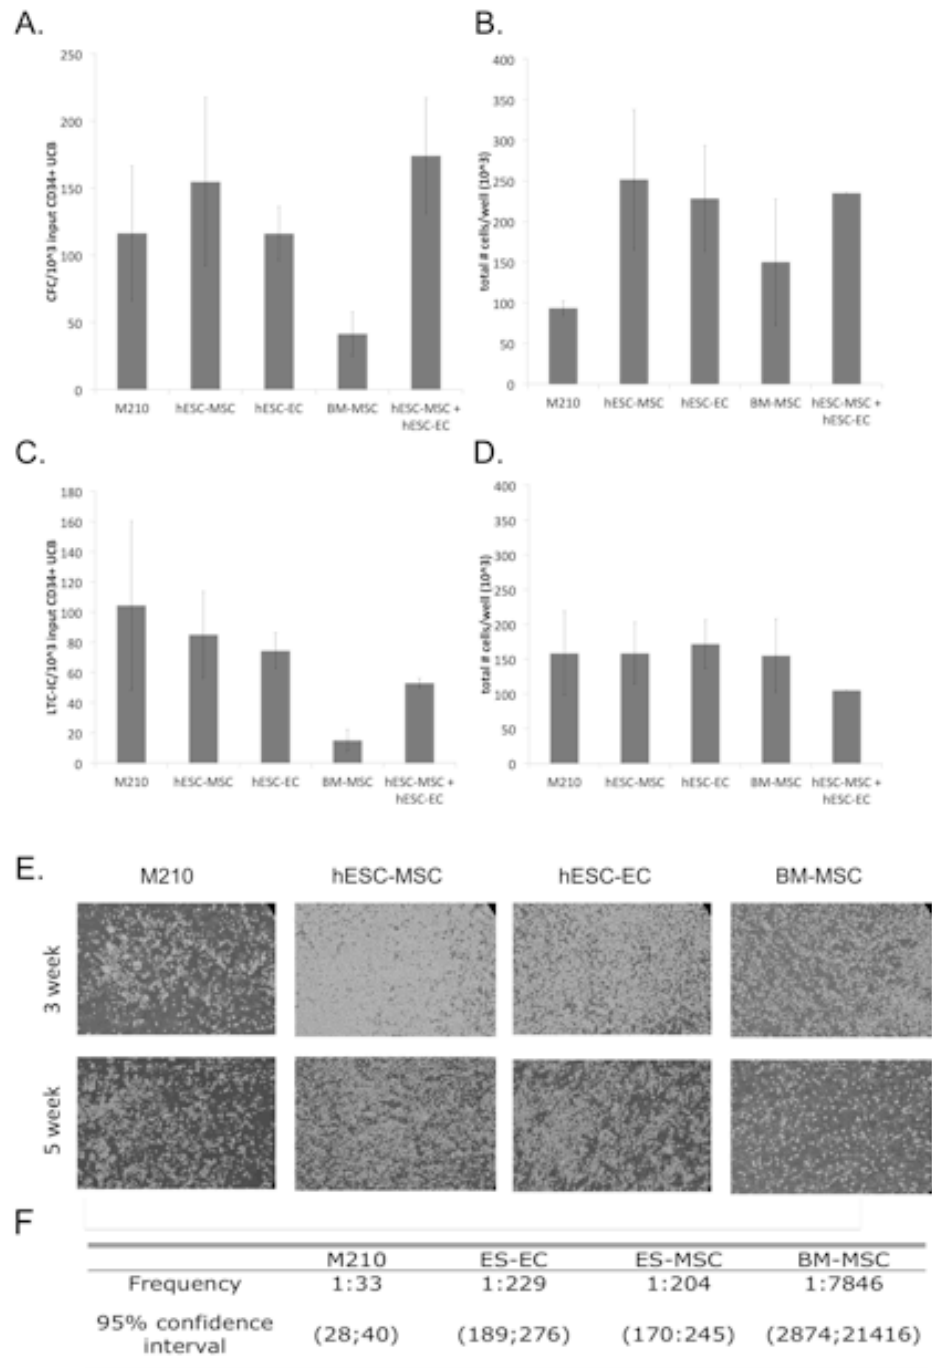 A.
CFC/10^3 input CD34+ UCB
250
200
150
100
50
0
M210 hESC-MSC hESC-EC BM-MSC hESC-MSC +
hESC-EC
B.
total # cells/well (10^3)
400
350
300
250
200
150
100
50
0
M210 hESC-MSC hESC-EC BM-MSC hESC-MSC +
hESC-EC
C.
LTC-IC/10^3 input CD34+ UCB
180
160
140
120
100
80
60
40
20
0
M210 hESC-MSC hESC-EC BM-MSC hESC-MSC +
hESC-EC
D.
total # cells/well (10^3)
400
350
300
250
200
150
100
50
0
M210 hESC-MSC hESC-EC BM-MSC hESC-MSC +
hESC-EC
E.
M210 hESC-MSC hESC-EC BM-MSC
3 week
5 week
F
M210 ES-EC ES-MSC BM-MSC
Frequency 1:33 1:229 1:204 1:7846
95% confidence
interval (28;40) (189;276) (170:245) (2874;21416)